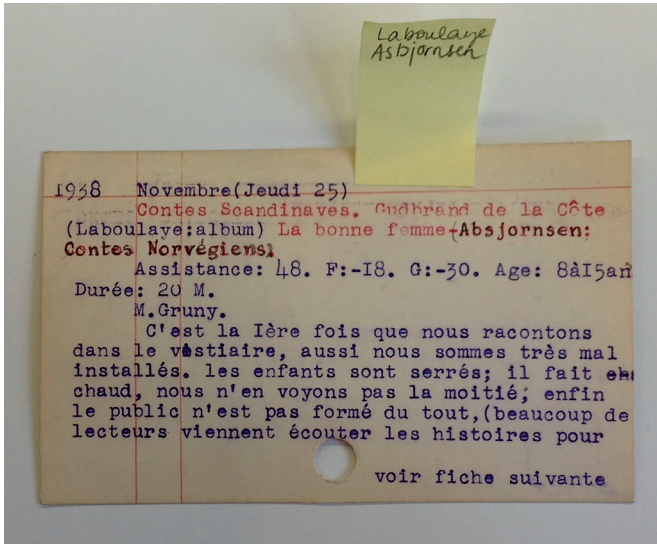 Laboulaye
Asbjornsen
1938 Novembre(Jeudi 25)
Contes Scandinaves. Gudbrand de la Côte
(Laboulaye:album) La bonne femme(Absjornsen:
Contes Norvégiens)
Assistance: 48. F:-I8. G:-30. Age: 8àI5an
Durée: 20 M.
M.Gruny.
C'est la Ière fois que nous racontons
dans le vestiaire, aussi nous sommes très mal
installés. les enfants sont serrés; il fait
chaud, nous n'en voyons pas la moitié; enfin
le public n'est pas formé du tout,(beaucoup de
lecteurs viennent écouter les histoires pour
voir fiche suivante